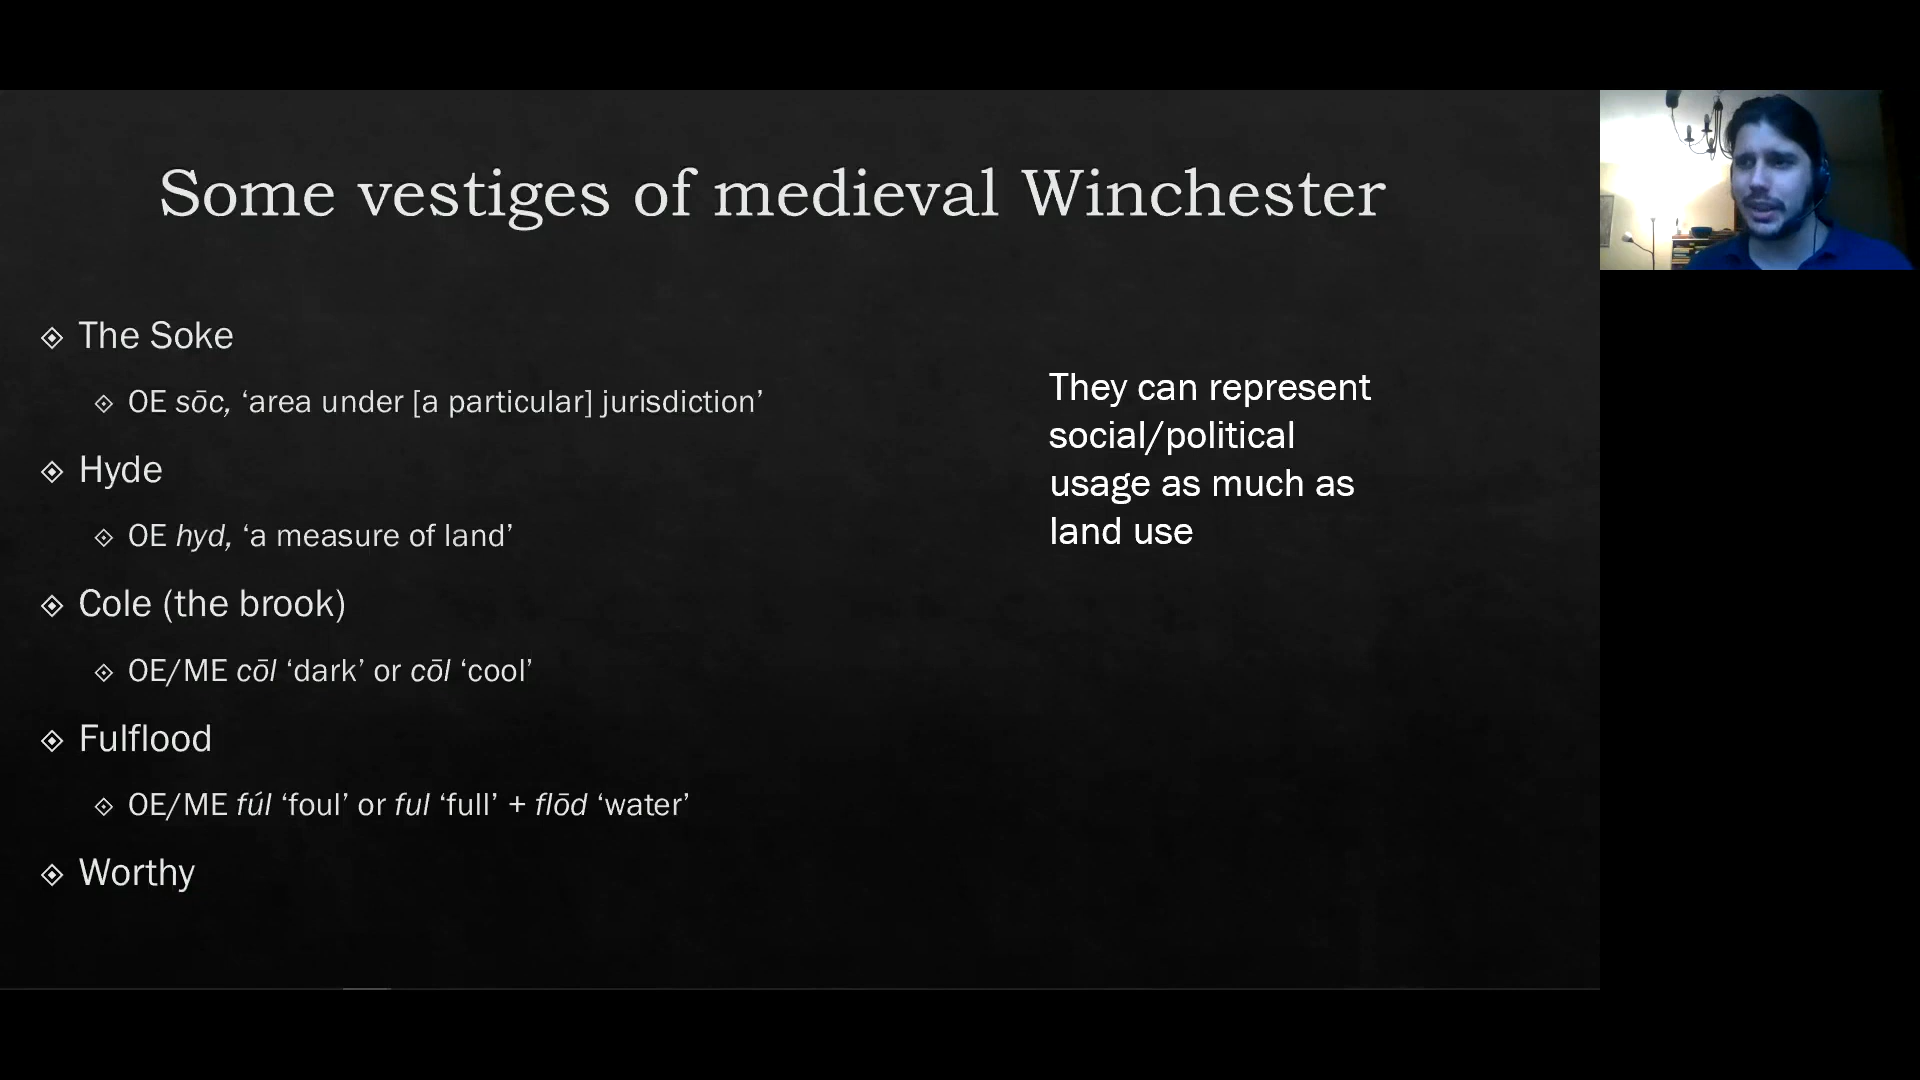 Some vestiges of medieval Winchester
The Soke
OE sōc, ‘area under [a particular] jurisdiction’
Hyde
OE hyd, ‘a measure of land’
Cole (the brook)
OE/ME cōl ‘dark’ or cōl ‘cool’
Fulflood
OE/ME fúl ‘foul’ or ful ‘full’ + flōd ‘water’
Worthy
They can represent
social/political
usage as much as
land use